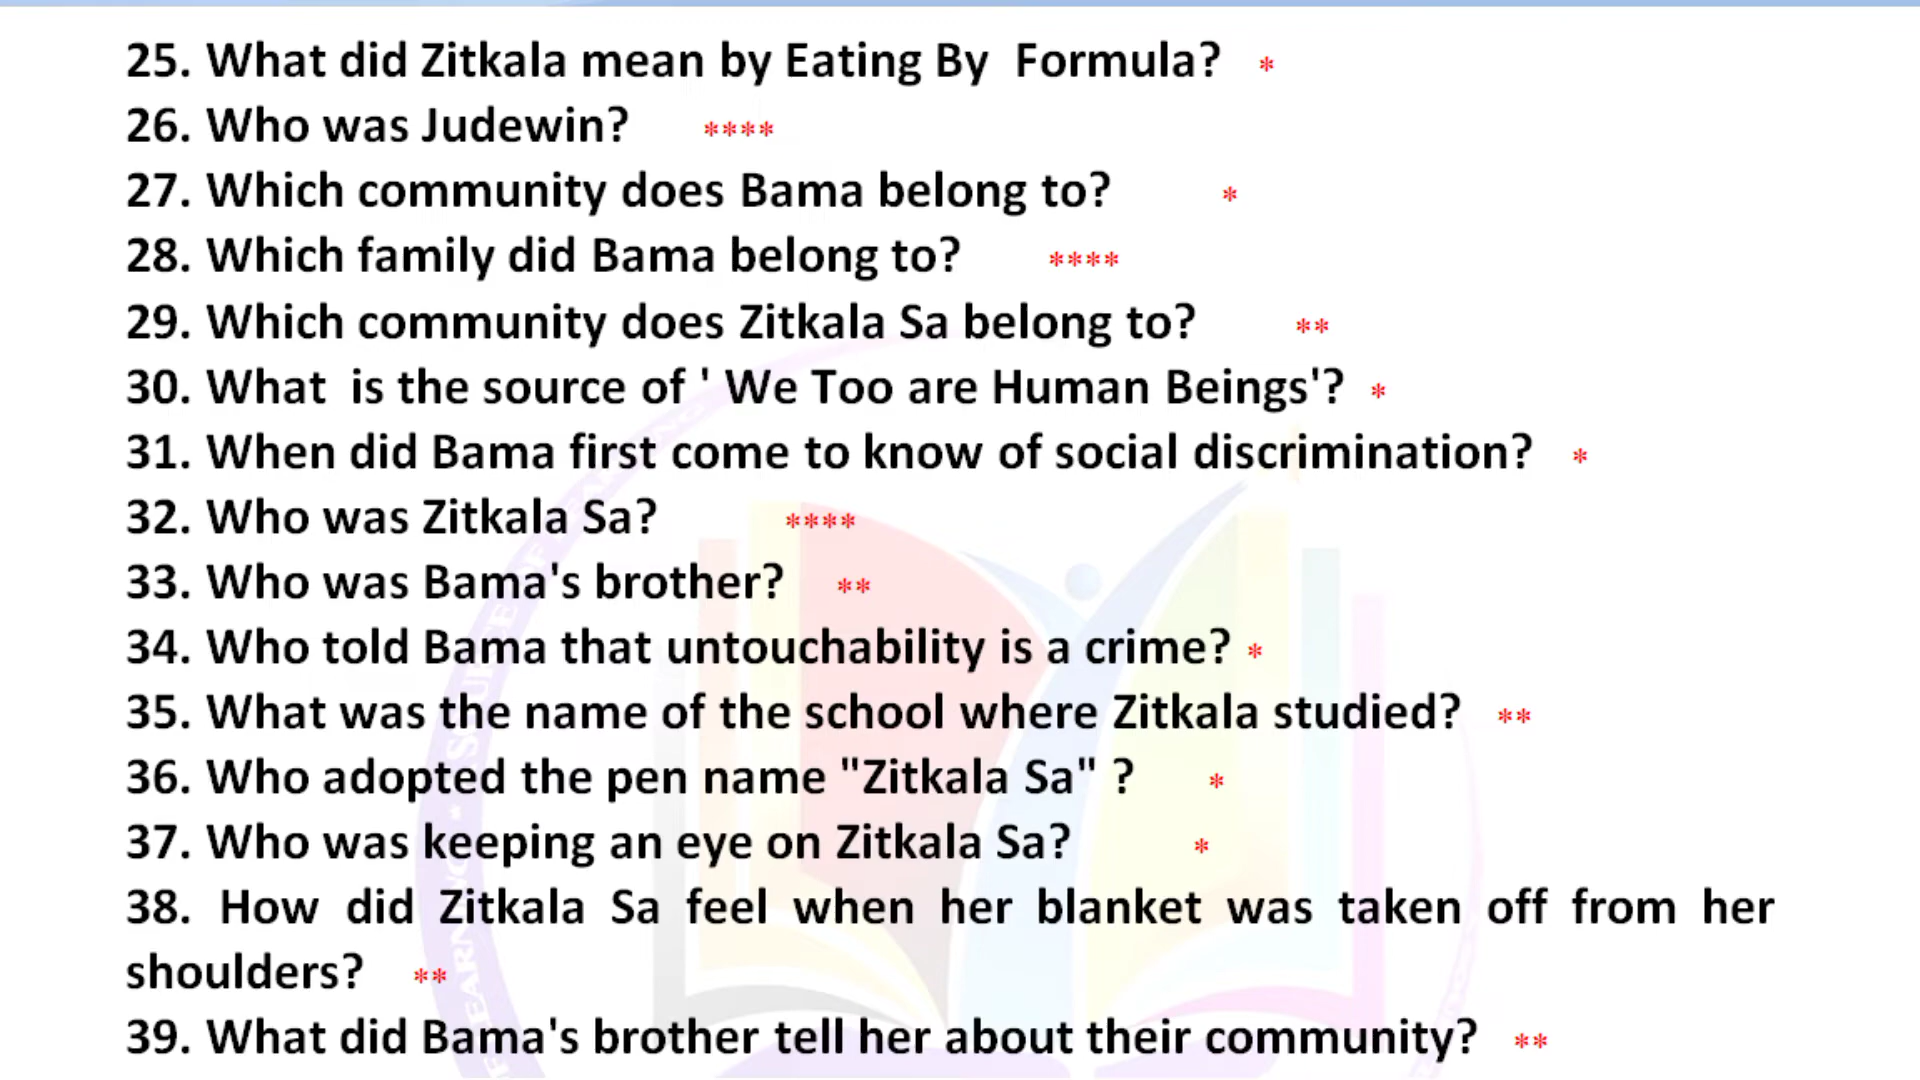 25. What did Zitkala mean by Eating By Formula? *
26. Who was Judewin? ****
27. Which community does Bama belong to? *
28. Which family did Bama belong to? ****
29. Which community does Zitkala Sa belong to? **
30. What is the source of ' We Too are Human Beings'? *
31. When did Bama first come to know of social discrimination? *
32. Who was Zitkala Sa? ****
33. Who was Bama's brother? **
34. Who told Bama that untouchability is a crime? *
35. What was the name of the school where Zitkala studied? **
36. Who adopted the pen name "Zitkala Sa" ? *
37. Who was keeping an eye on Zitkala Sa? *
38. How did Zitkala Sa feel when her blanket was taken off from her
shoulders? **
39. What did Bama's brother tell her about their community? **